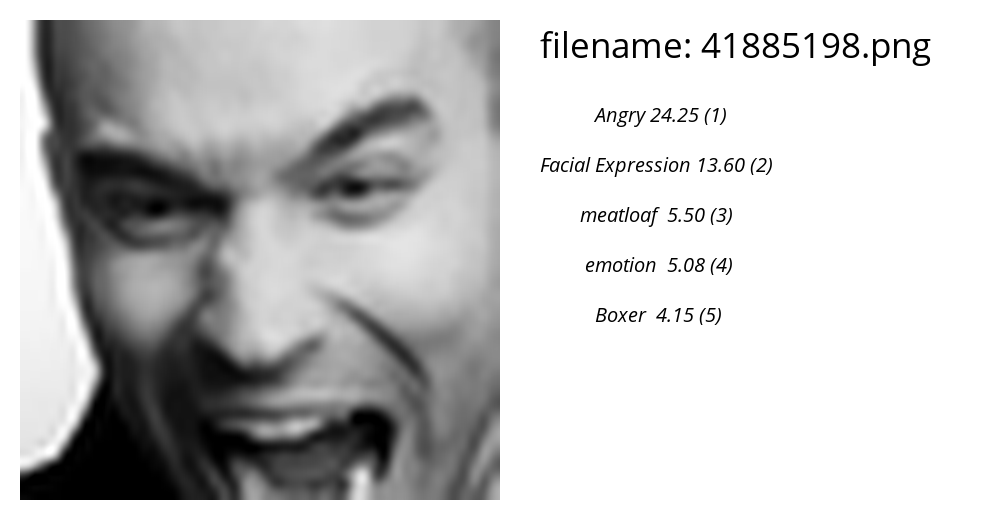 filename: 41885198.png
Angry 24.25 (1)
Facial Expression 13.60 (2)
meatloaf 5.50 (3)
emotion 5.08 (4)
Boxer 4.15 (5)